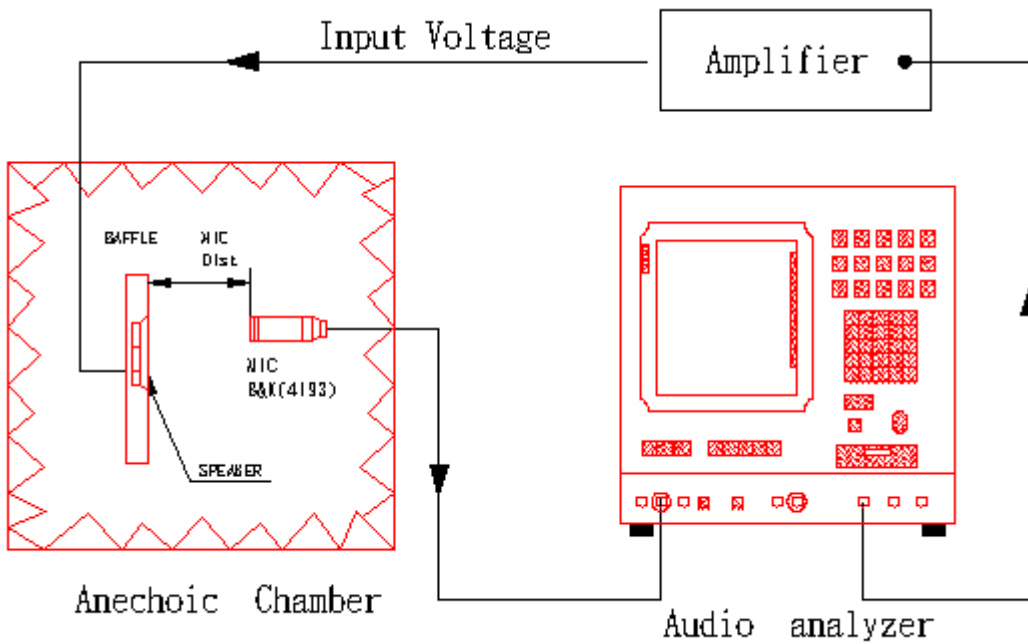 Input Voltage
Amplifier
BAFFLE
MIC
Dist
MIC
B&K(4193)
SPEAKER
Anechoic Chamber
Audio analyzer